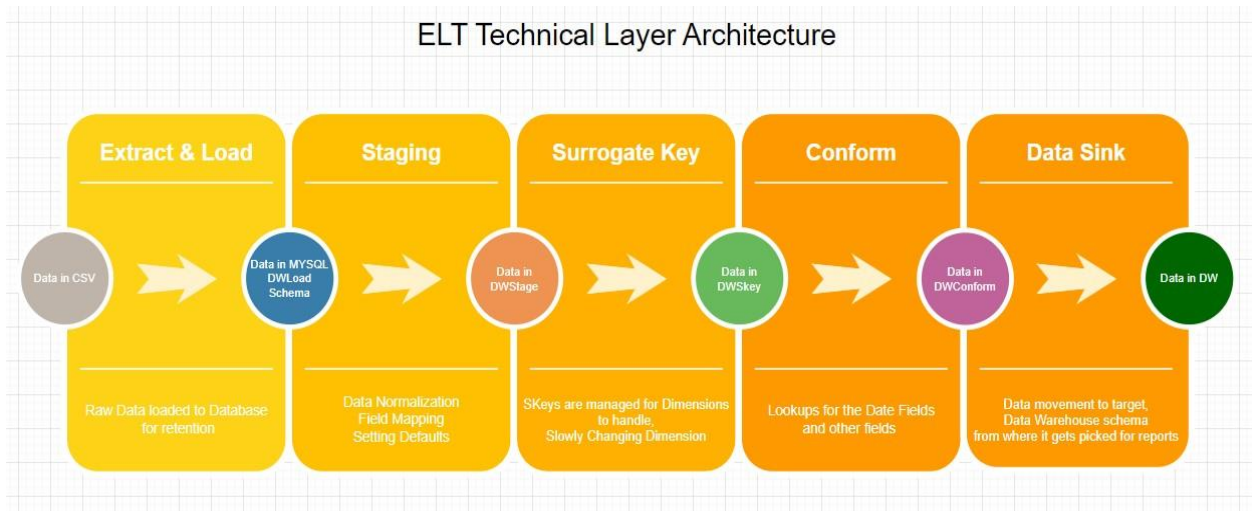 ELT Technical Layer Architecture
Extract & Load
Staging
Surrogate Key
Conform
Data Sink
Data in CSV
Data in MYSQL
DWLoad
Schema
Data in
DWStage
Data in
DWSkey
Data in
DWConform
Data in DW
Raw Data loaded to Database
for retention
Data Normalization
Field Mapping
Setting Defaults
SKeys are managed for Dimensions
to handle,
Slowly Changing Dimension
Lookups for the Date Fields
and other fields
Data movement to target,
Data Warehouse schema
from where it gets picked for reports